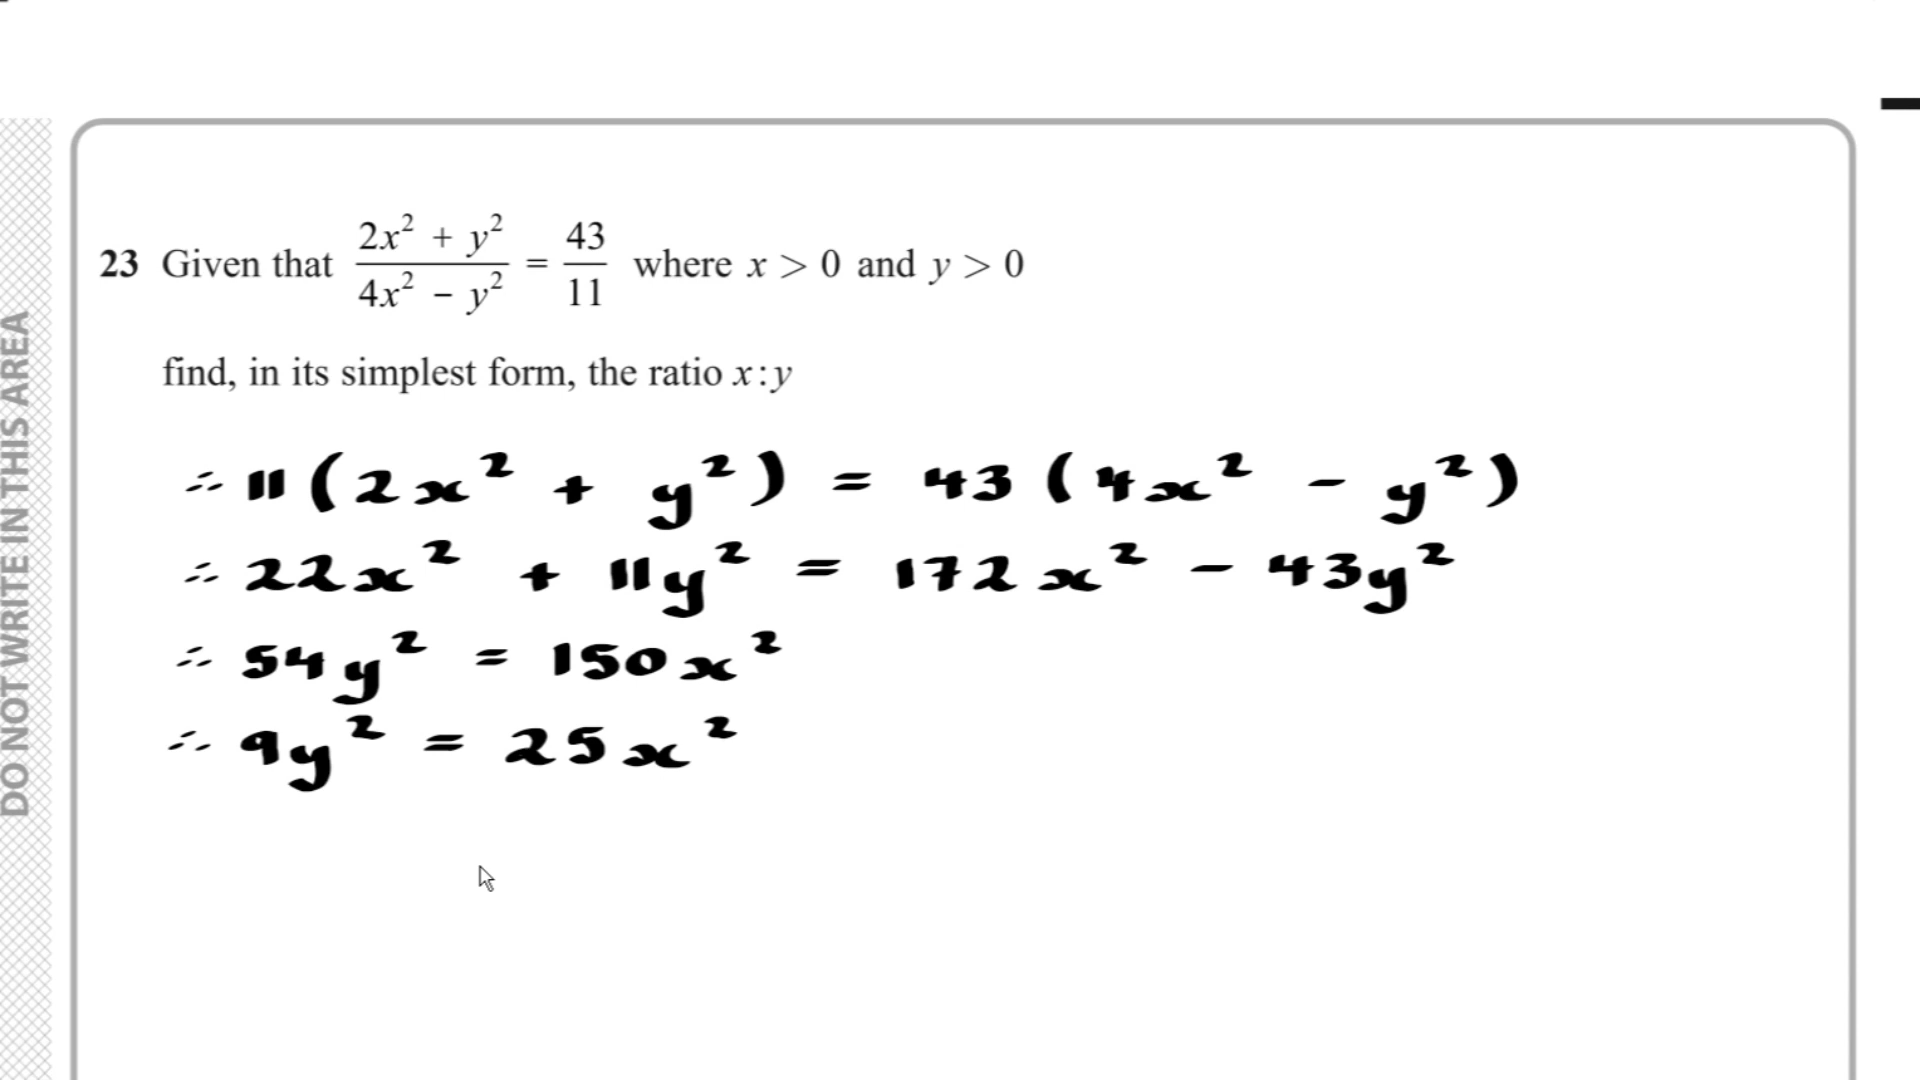 DO NOT WRITE IN THIS AREA
23 Given that (2x² + y²)/(4x² − y²) = 43/11 where x > 0 and y > 0
find, in its simplest form, the ratio x : y
∴ 11(2x² + y²) = 43(4x² − y²)
∴ 22x² + 11y² = 172x² − 43y²
∴ 54y² = 150x²
∴ 9y² = 25x²